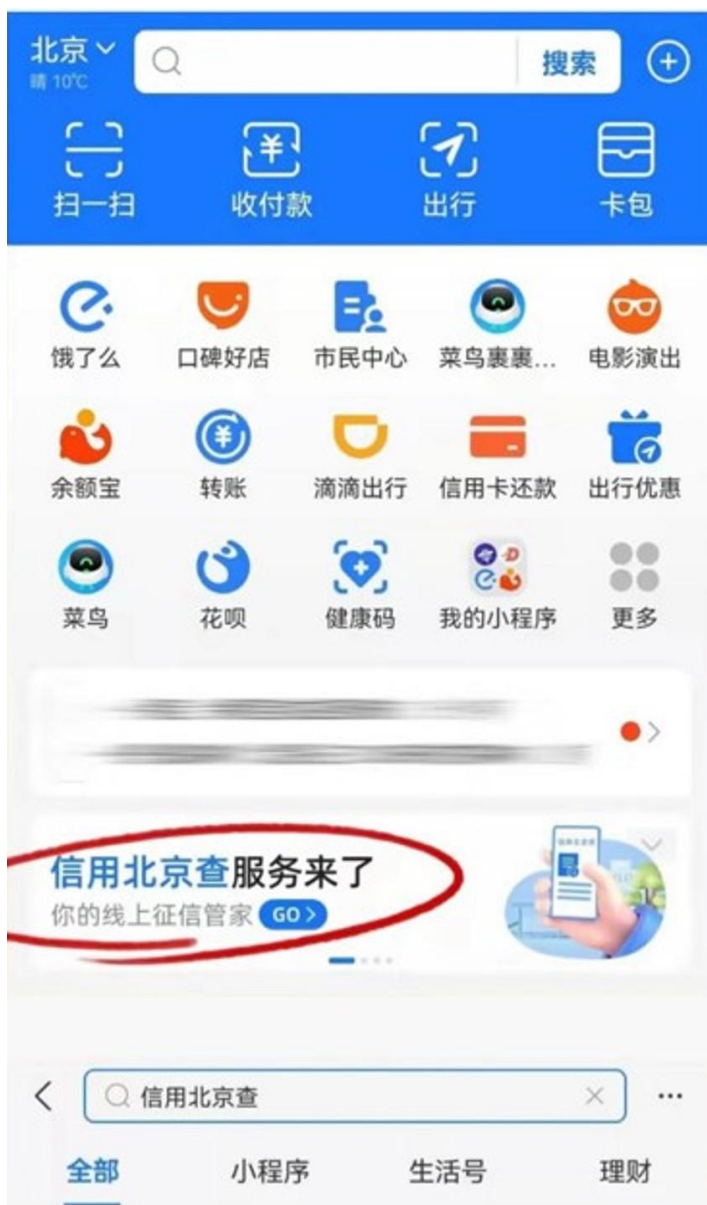 北京
搜索
晴 10℃
扫一扫 收付款 出行 卡包
饿了么 口碑好店 市民中心 菜鸟裹裹... 电影演出
余额宝 转账 滴滴出行 信用卡还款 出行优惠
菜鸟 花呗 健康码 我的小程序 更多
信用北京查服务来了
你的线上征信管家 GO>
信用北京查
全部 小程序 生活号 理财